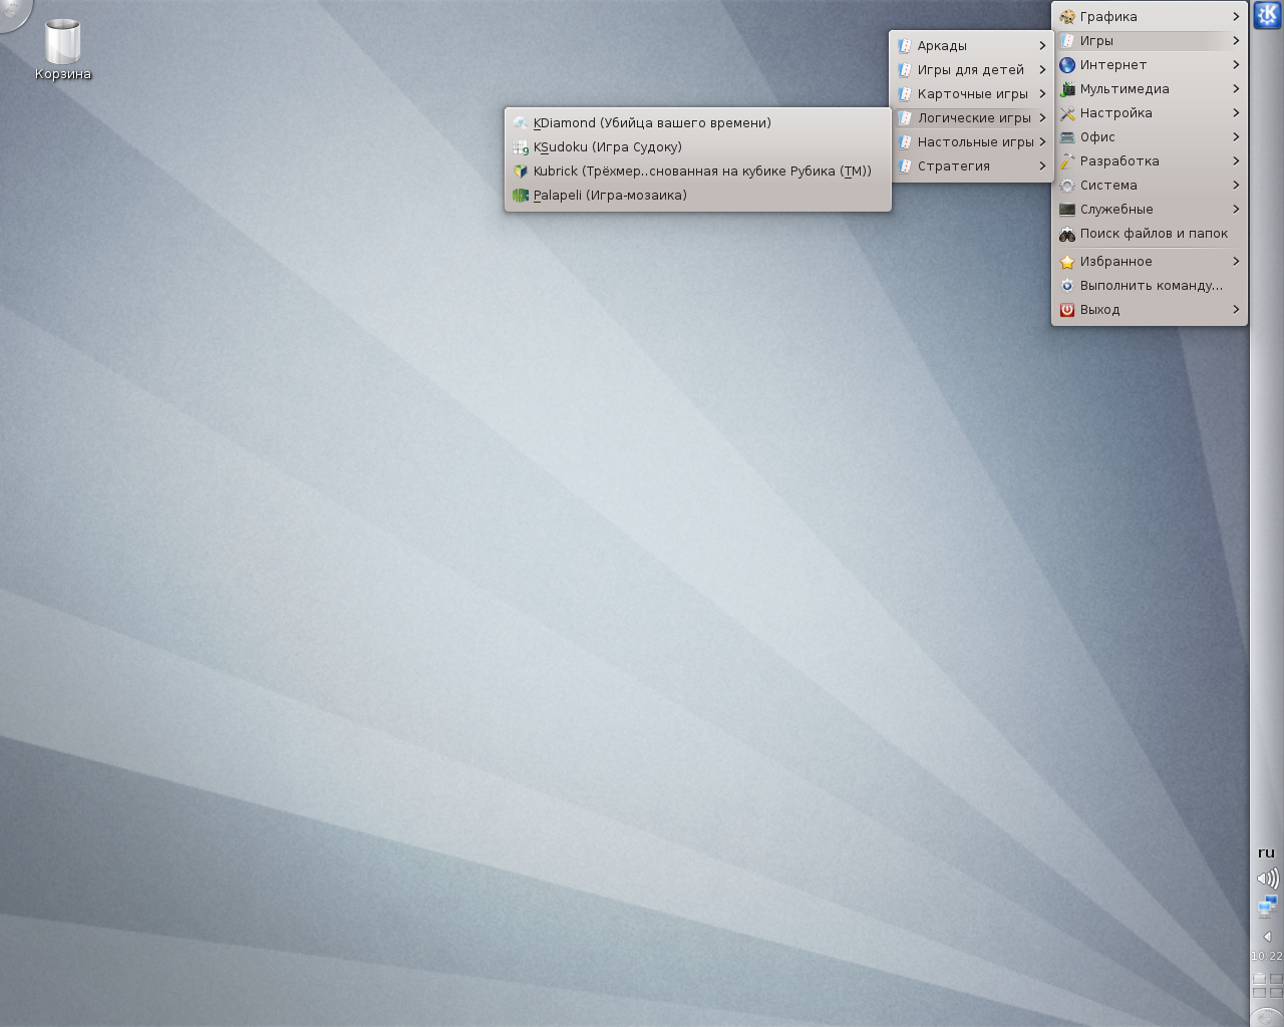 Корзина
Графика
Игры
Интернет
Мультимедиа
Настройка
Офис
Разработка
Система
Служебные
Поиск файлов и папок
Избранное
Выполнить команду...
Выход
Аркады
Игры для детей
Карточные игры
Логические игры
Настольные игры
Стратегия
KDiamond (Убийца вашего времени)
KSudoku (Игра Судоку)
Kubrick (Трёхмер..снованная на кубике Рубика (TM))
Palapeli (Игра-мозаика)
ru
10:22